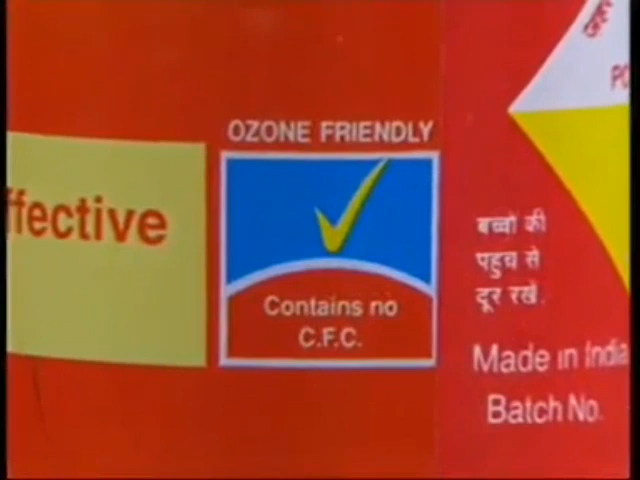 ffective
OZONE FRIENDLY
Contains no
C.F.C.
बच्चो की
पहुच से
दूर रखें.
Made in India
Batch No.